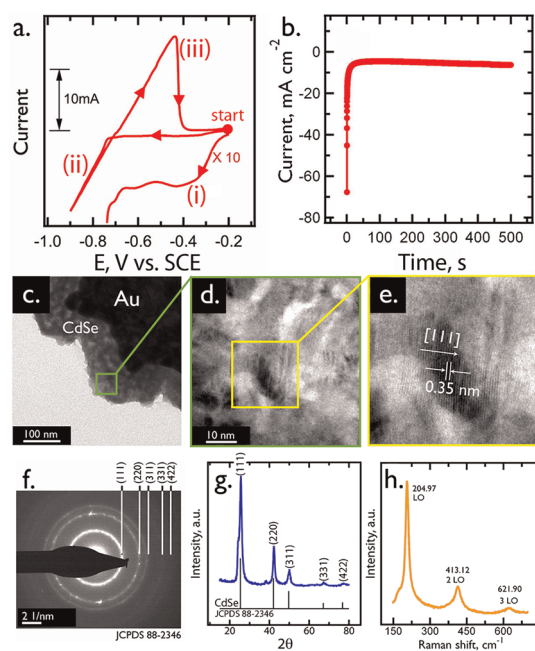 a.
Current
10mA
(iii)
start
X 10
(ii)
(i)
-1.0 -0.8 -0.6 -0.4 -0.2
E, V vs. SCE
b.
Current, mA cm-2
0
-20
-40
-60
-80
0 100 200 300 400 500
Time, s
c.
Au
CdSe
100 nm
d.
10 nm
e.
[111]
0.35 nm
f.
(111)
(220)
(311)
(331)
(422)
2 1/nm
JCPDS 88-2346
g.
Intensity, a.u.
(111)
(220)
(311)
(331)
(422)
CdSe
JCPDS 88-2346
20 40 60 80
2θ
h.
Intensity, a.u.
204.97
LO
413.12
2 LO
621.90
3 LO
150 300 450 600
Raman shift, cm-1